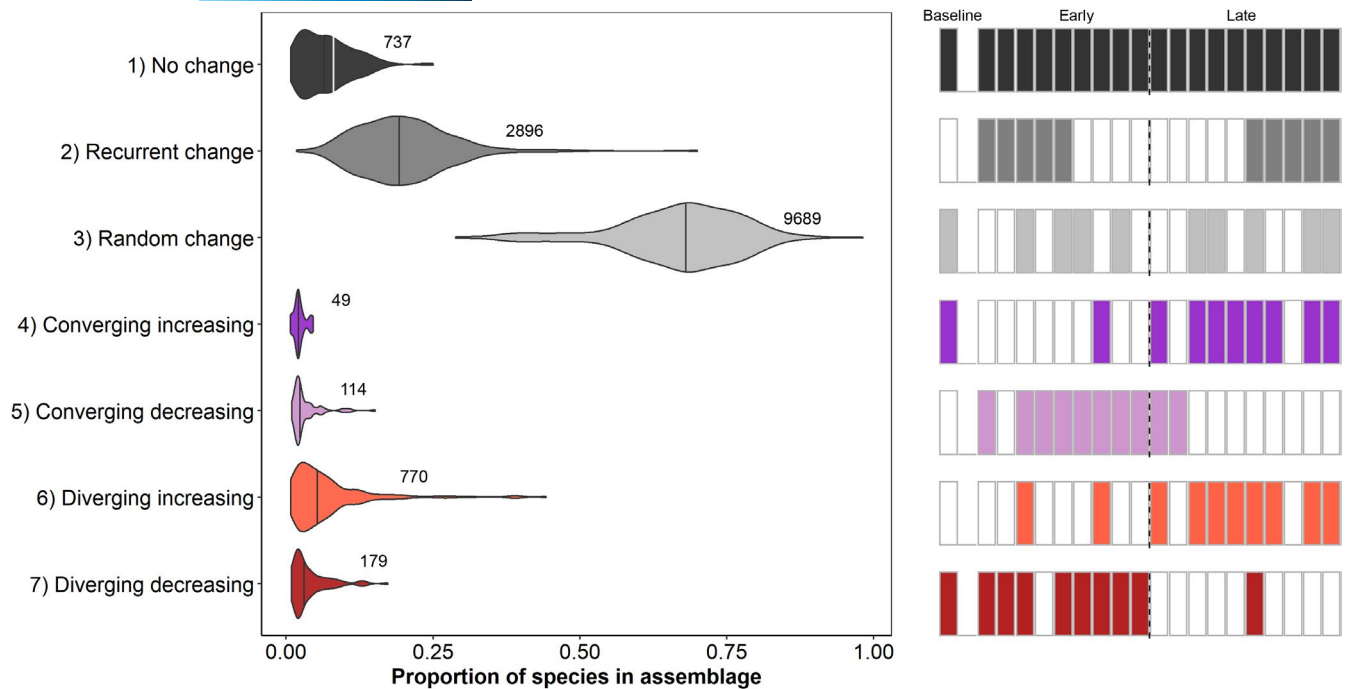 Baseline Early Late
1) No change 737
2) Recurrent change 2896
3) Random change 9689
4) Converging increasing 49
5) Converging decreasing 114
6) Diverging increasing 770
7) Diverging decreasing 179
0.00 0.25 0.50 0.75 1.00
Proportion of species in assemblage